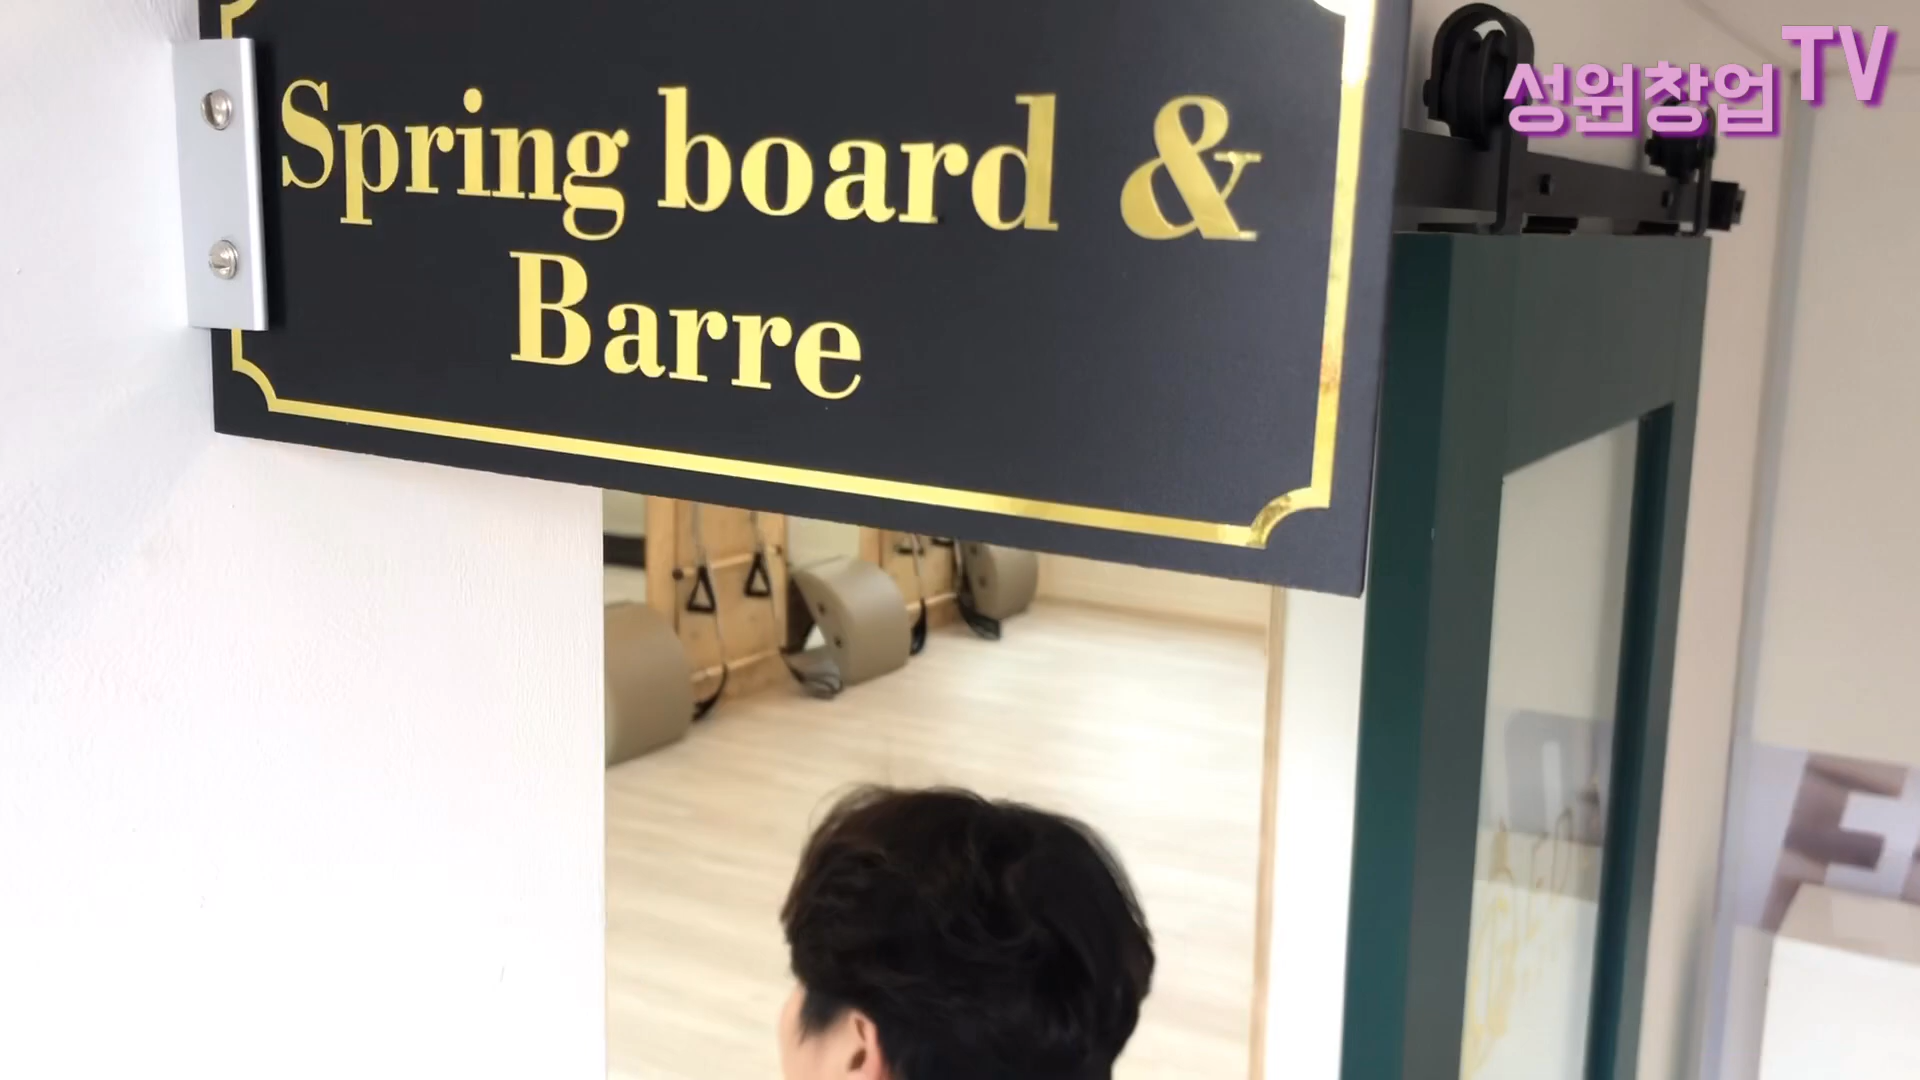 성원창업TV
Spring board &
Barre